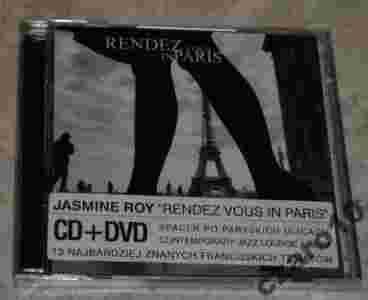 RENDEZ
IN PARIS
JASMINE ROY "RENDEZ VOUS IN PARIS"
CD+DVD
SPACER PO PARYSKICH ULICACH
CONTEMPORARY JAZZ LOUNGE
13 NAJBARDZIEJ ZNANYCH FRANCUSKICH